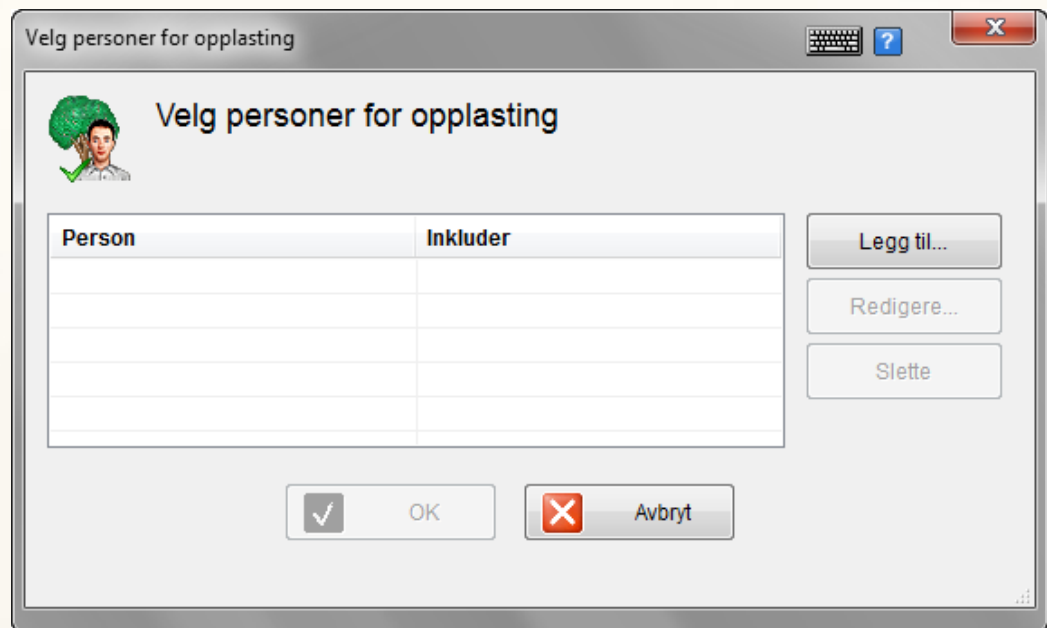 Velg personer for opplasting
?
Velg personer for opplasting
Person Inkluder
Legg til...
Redigere...
Slette
OK Avbryt